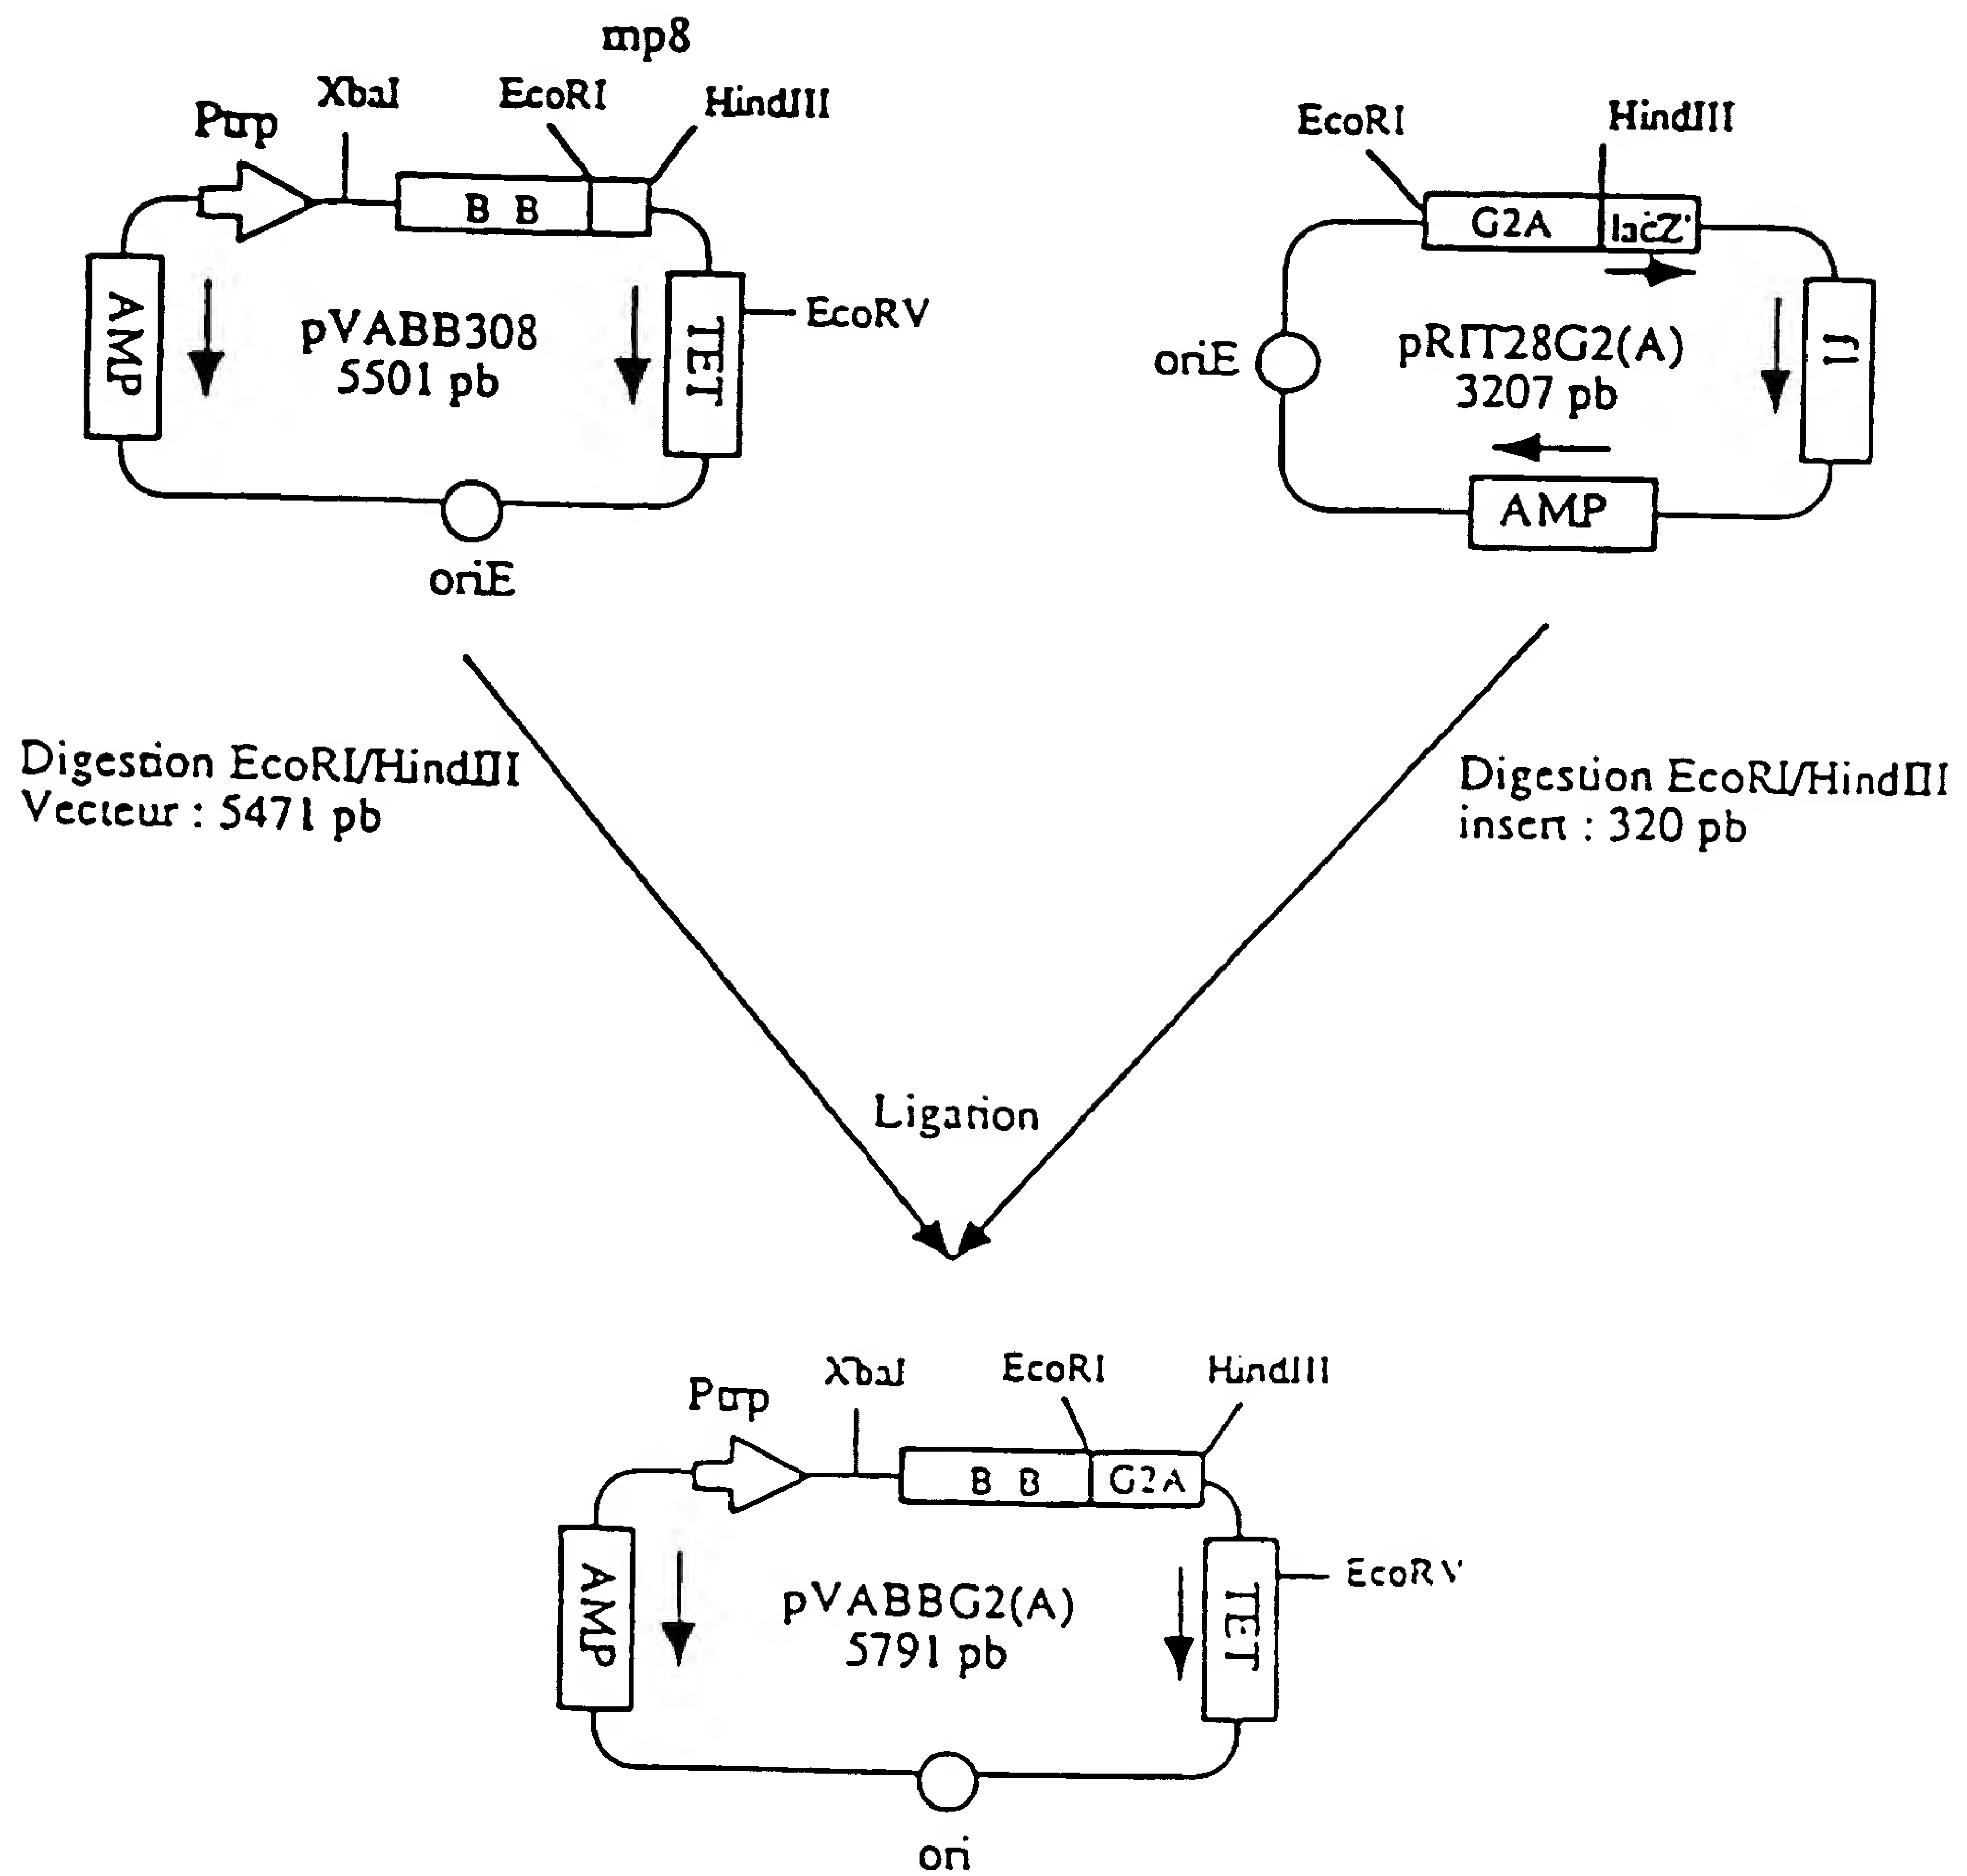 mp8
XbaI
EcoRI
HindIII
Ptrp
B B
AMP
pVABB308
5501 pb
TET
EcoRV
oriE
EcoRI
HindIII
G2A
lacZ'
oriE
pRIT28G2(A)
3207 pb
f1
AMP
Digestion EcoRI/HindIII
Vecteur : 5471 pb
Digestion EcoRI/HindIII
insert : 320 pb
Ligation
XbaI
EcoRI
HindIII
Ptrp
B B
G2A
AMP
pVABBG2(A)
5791 pb
TET
EcoRV
ori